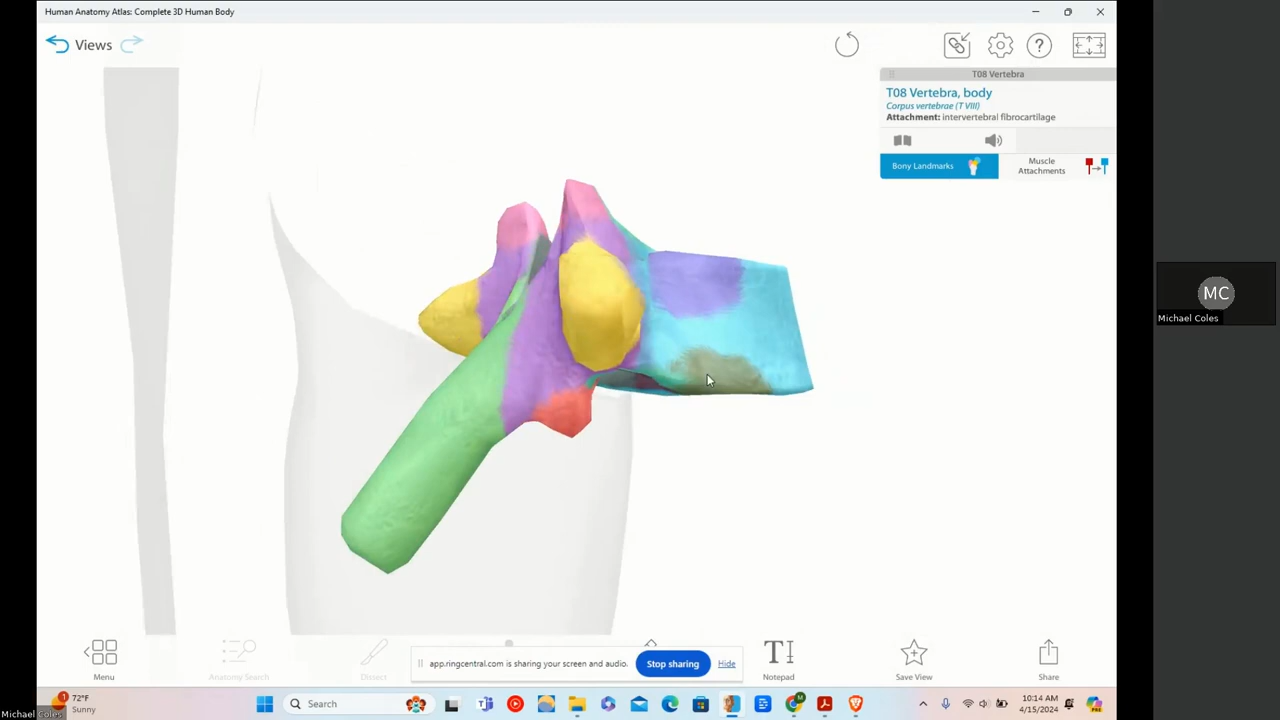 Human Anatomy Atlas: Complete 3D Human Body
Views
T08 Vertebra
T08 Vertebra, body
Corpus vertebrae (T VIII)
Attachment: intervertebral fibrocartilage
Bony Landmarks
Muscle
Attachments
MC
Michael Coles
Menu
Anatomy Search
Dissect
app.ringcentral.com is sharing your screen and audio.
Stop sharing
Hide
Notepad
Save View
Share
1
72°F
Sunny
Search
10:14 AM
4/15/2024
Michael Coles